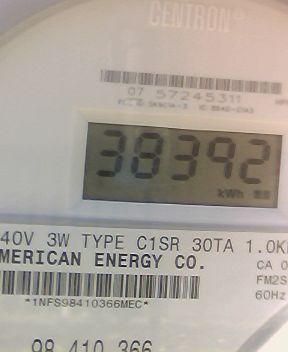 CENTRON®
07 57245311
38392
kWh
40V 3W TYPE C1SR 30TA 1.0K
MERICAN ENERGY CO.
CA 0
FM2S
*1NFS98410366MEC*
60Hz
98 410 366